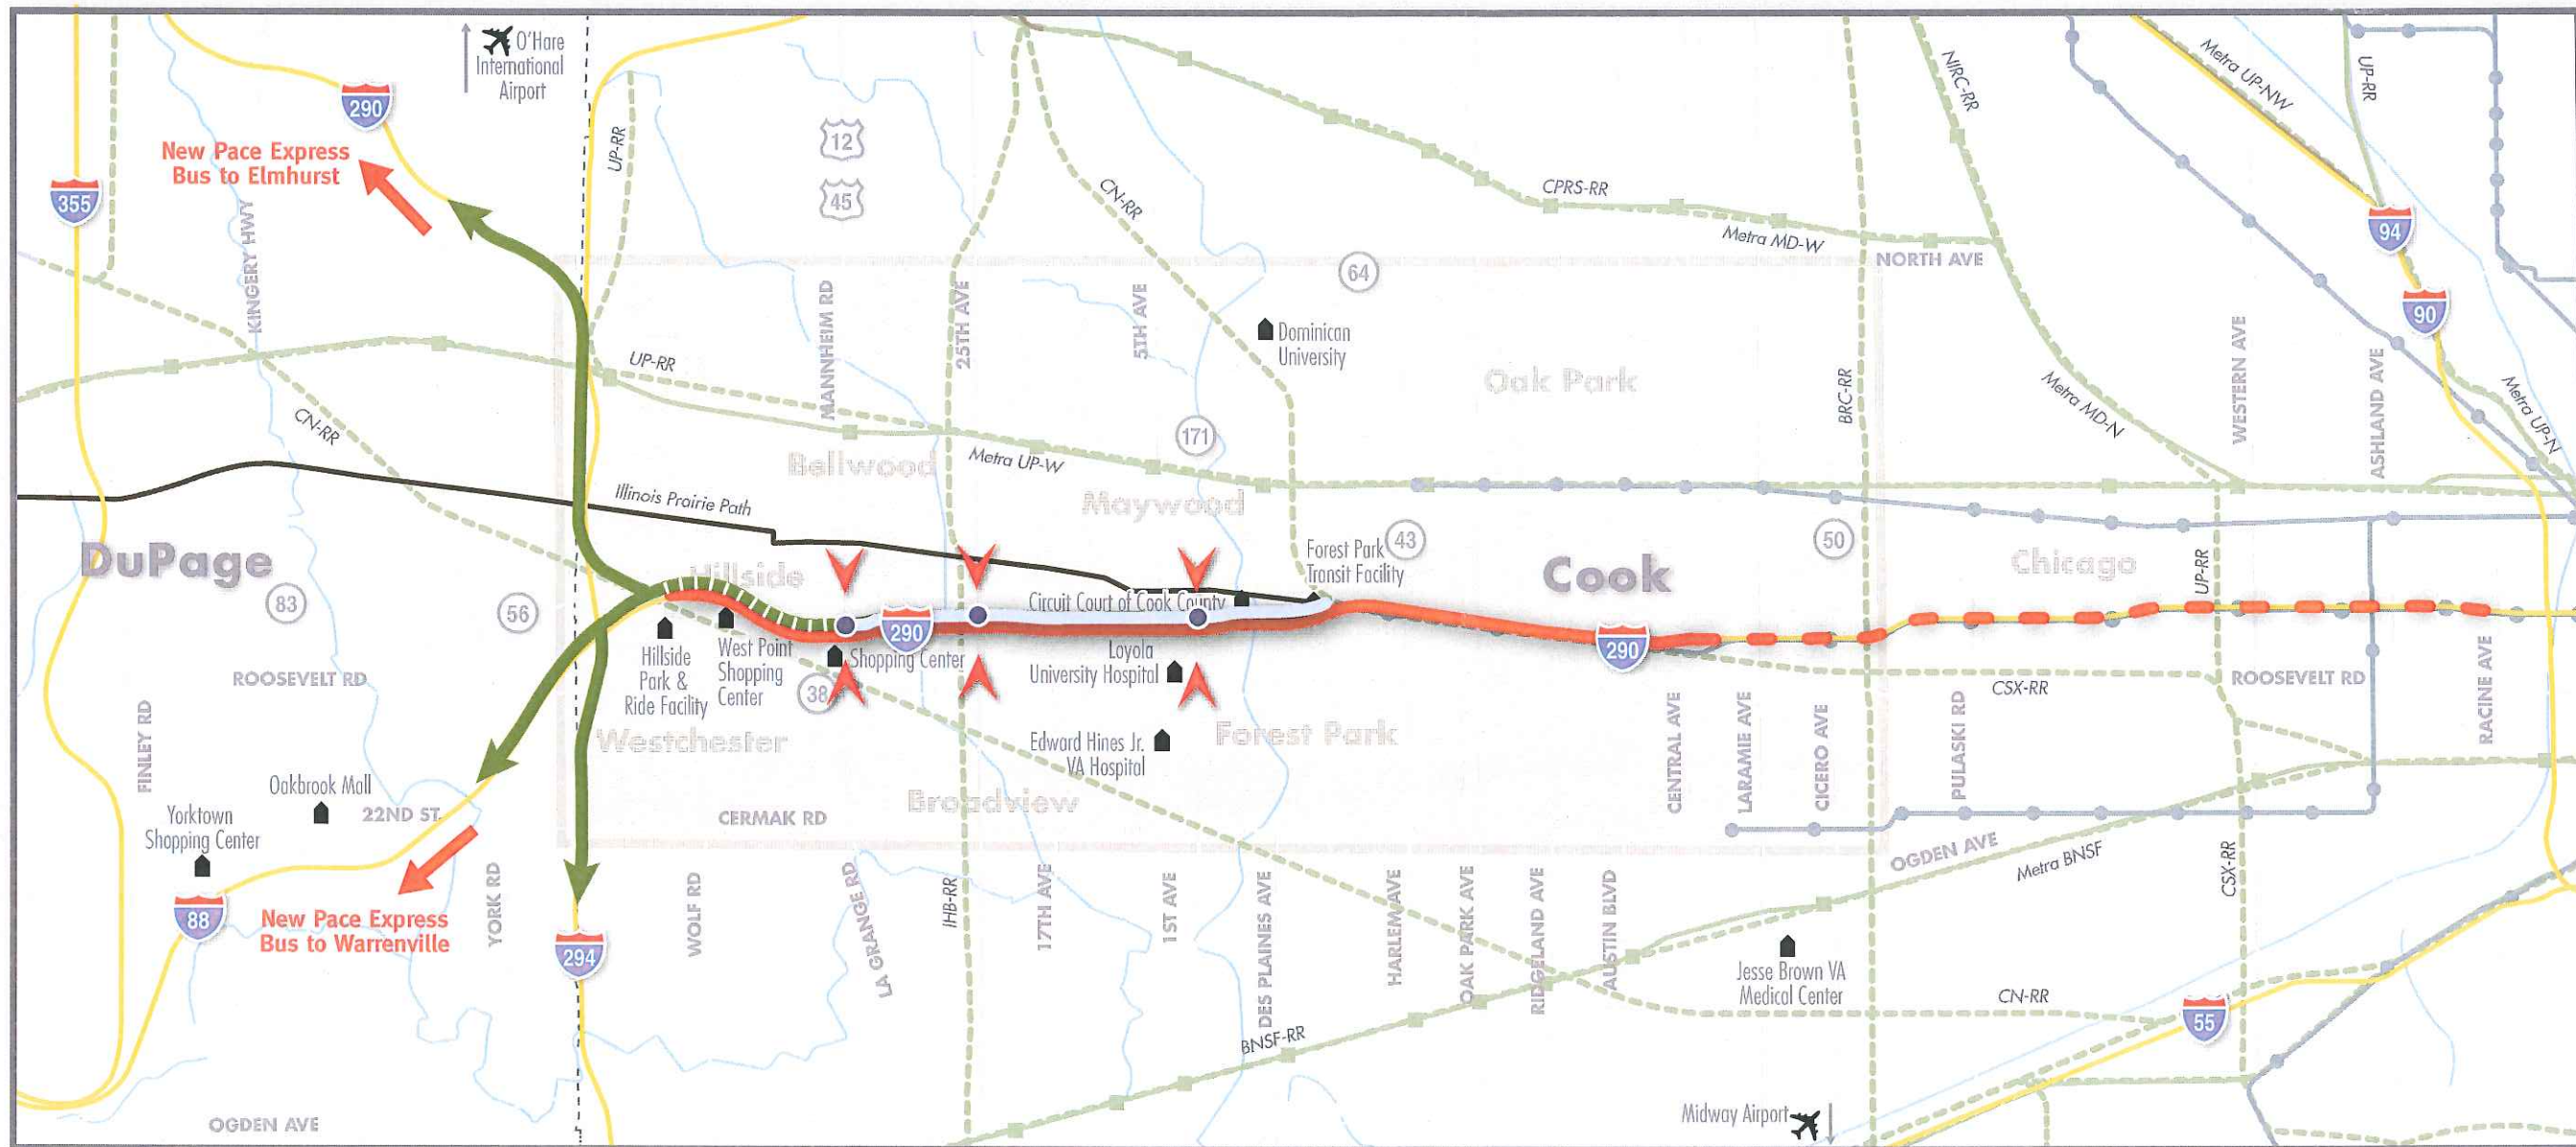 O'Hare
International
Airport
290
New Pace Express
Bus to Elmhurst
355
KINGERY HWY
UP-RR
12
45
CN-RR
CPRS-RR
Metra MD-W
NIRC-RR
Metra UP-NW
UP-RR
94
90
NORTH AVE
64
MANNHEIM RD
25TH AVE
5TH AVE
Dominican
University
Oak Park
BRC-RR
Metra MD-N
WESTERN AVE
ASHLAND AVE
Metra UP-N
UP-RR
CN-RR
Bellwood
Metra UP-W
171
Maywood
Illinois Prairie Path
DuPage
83
56
Hillside
Forest Park
Transit Facility
43
Cook
50
Chicago
UP-RR
Circuit Court of Cook County
290
290
Hillside
Park &
Ride Facility
West Point
Shopping
Center
Shopping Center
38
Loyola
University Hospital
ROOSEVELT RD
CSX-RR
ROOSEVELT RD
RACINE AVE
FINLEY RD
Westchester
Edward Hines Jr.
VA Hospital
Forest Park
CENTRAL AVE
LARAMIE AVE
CICERO AVE
PULASKI RD
Oakbrook Mall
22ND ST.
Yorktown
Shopping Center
CERMAK RD
Broadview
OGDEN AVE
Metra BNSF
CSX-RR
88
New Pace Express
Bus to Warrenville
YORK RD
294
WOLF RD
LA GRANGE RD
IHB-RR
17TH AVE
1ST AVE
DES PLAINES AVE
HARLEM AVE
OAK PARK AVE
RIDGELAND AVE
AUSTIN BLVD
Jesse Brown VA
Medical Center
CN-RR
55
BNSF-RR
OGDEN AVE
Midway Airport